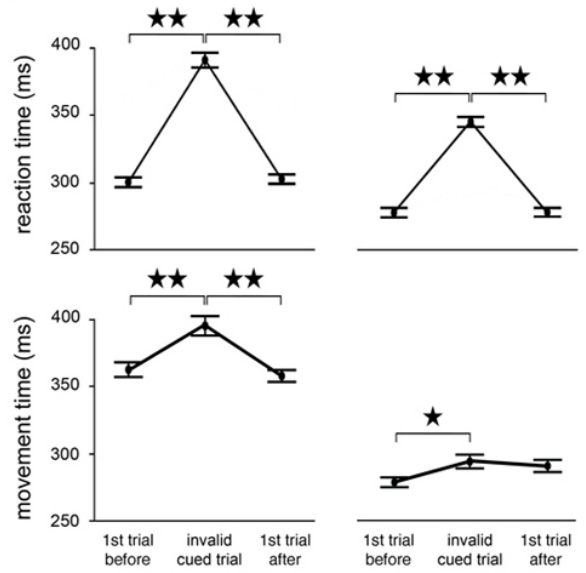 ★★ ★★
400
350
300
250
reaction time (ms)
★★ ★★
★★ ★★
400
350
300
250
movement time (ms)
★
1st trial before
invalid cued trial
1st trial after
1st trial before
invalid cued trial
1st trial after